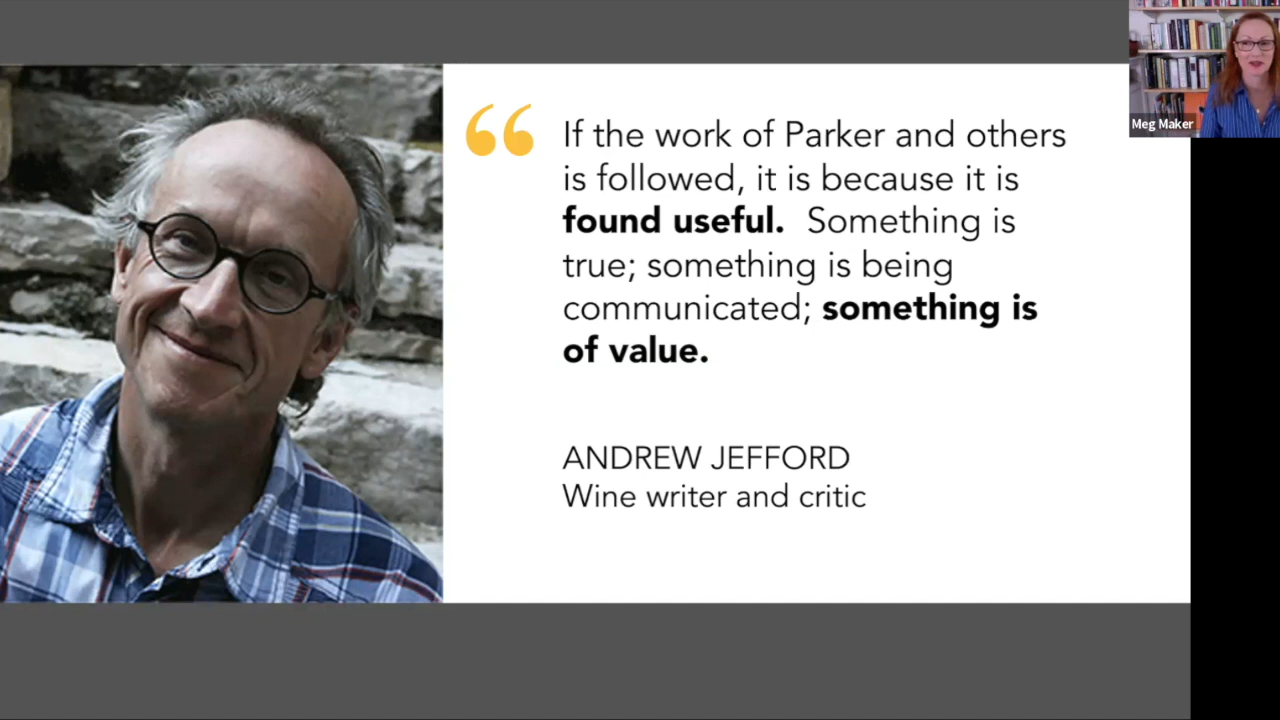 Meg Maker
“
If the work of Parker and others
is followed, it is because it is
found useful. Something is
true; something is being
communicated; something is
of value.
ANDREW JEFFORD
Wine writer and critic